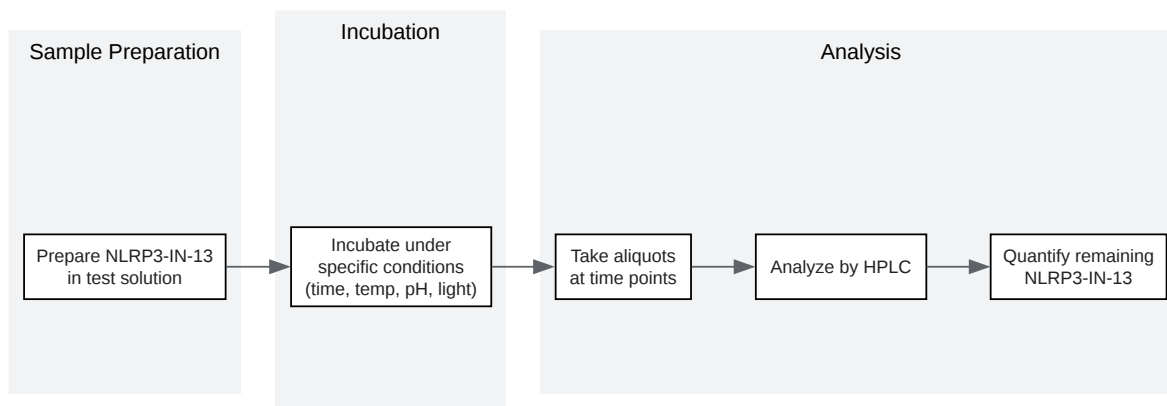 Sample Preparation
Incubation
Analysis
Prepare NLRP3-IN-13
in test solution
Incubate under
specific conditions
(time, temp, pH, light)
Take aliquots
at time points
Analyze by HPLC
Quantify remaining
NLRP3-IN-13